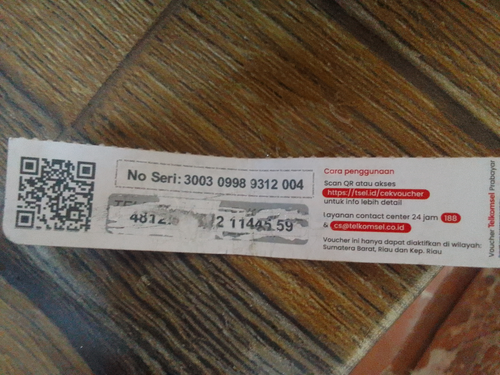 No Seri: 3003 0998 9312 004
Cara penggunaan
Scan QR atau akses
https://tsel.id/cekvoucher
untuk info lebih detail
Layanan contact center 24 jam 188
& cs@telkomsel.co.id
Voucher ini hanya dapat diaktifkan di wilayah:
Sumatera Barat, Riau dan Kep. Riau
Voucher Telkomsel Prabayar